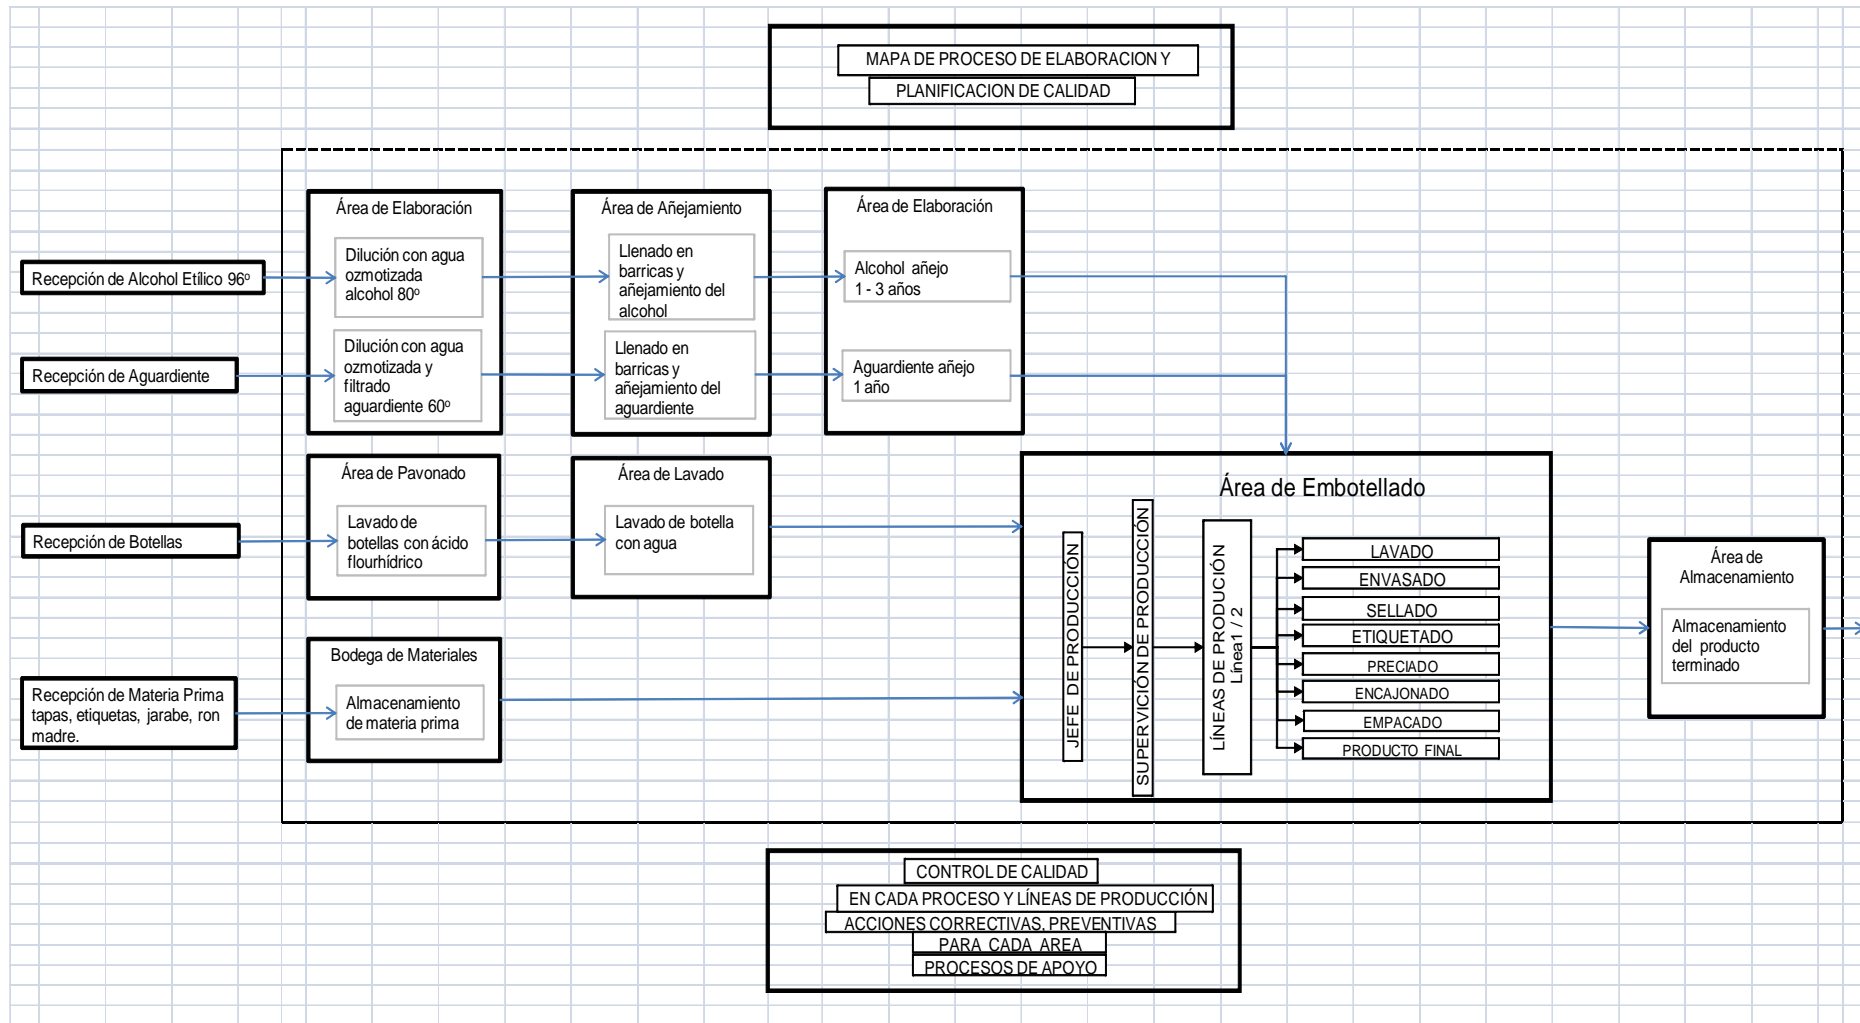 MAPA DE PROCESO DE ELABORACION Y
PLANIFICACION DE CALIDAD
Recepción de Alcohol Etílico 96º
Área de Elaboración
Dilución con agua
ozmotizada
alcohol 80º
Área de Añejamiento
Llenado en
barricas y
añejamiento del
alcohol
Área de Elaboración
Alcohol añejo
1 - 3 años
Recepción de Aguardiente
Dilución con agua
ozmotizada y
filtrado
aguardiente 60º
Llenado en
barricas y
añejamiento del
aguardiente
Aguardiente añejo
1 año
Recepción de Botellas
Área de Pavonado
Lavado de
botellas con ácido
flourhídrico
Área de Lavado
Lavado de botella
con agua
Recepción de Materia Prima
tapas, etiquetas, jarabe, ron
madre.
Bodega de Materiales
Almacenamiento
de materia prima
Área de Embotellado
JEFE DE PRODUCCIÓN
SUPERVISIÓN DE PRODUCCIÓN
LÍNEAS DE PRODUCIÓN
Línea 1 / 2
LAVADO
ENVASADO
SELLADO
ETIQUETADO
PRECIADO
ENCAJONADO
EMPACADO
PRODUCTO FINAL
Área de
Almacenamiento
Almacenamiento
del producto
terminado
CONTROL DE CALIDAD
EN CADA PROCESO Y LÍNEAS DE PRODUCCIÓN
ACCIONES CORRECTIVAS, PREVENTIVAS
PARA CADA AREA
PROCESOS DE APOYO